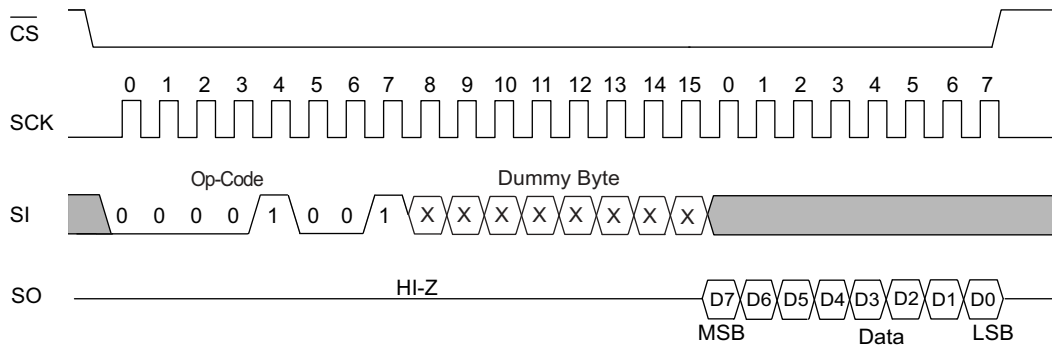 CS
0 1 2 3 4 5 6 7 8 9 10 11 12 13 14 15 0 1 2 3 4 5 6 7
SCK
Op-Code Dummy Byte
SI 0 0 0 0 1 0 0 1 X X X X X X X X
HI-Z
SO D7 D6 D5 D4 D3 D2 D1 D0
MSB Data LSB